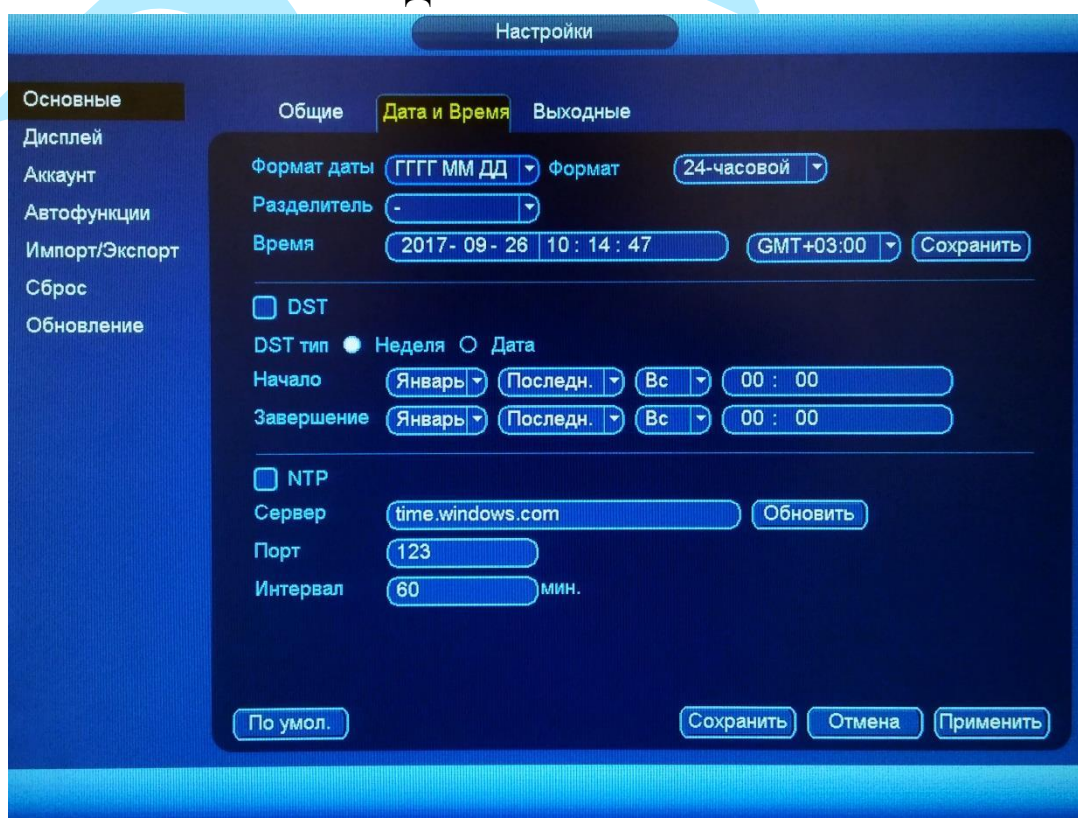 Настройки
Основные
Дисплей
Аккаунт
Автофункции
Импорт/Экспорт
Сброс
Обновление
Общие Дата и Время Выходные
Формат даты ГГГГ ММ ДД Формат 24-часовой
Разделитель -
Время 2017- 09- 26 10: 14: 47 GMT+03:00 Сохранить
DST
DST тип Неделя Дата
Начало Январь Последн. Вс 00 : 00
Завершение Январь Последн. Вс 00 : 00
NTP
Сервер time.windows.com Обновить
Порт 123
Интервал 60 мин.
По умол. Сохранить Отмена Применить